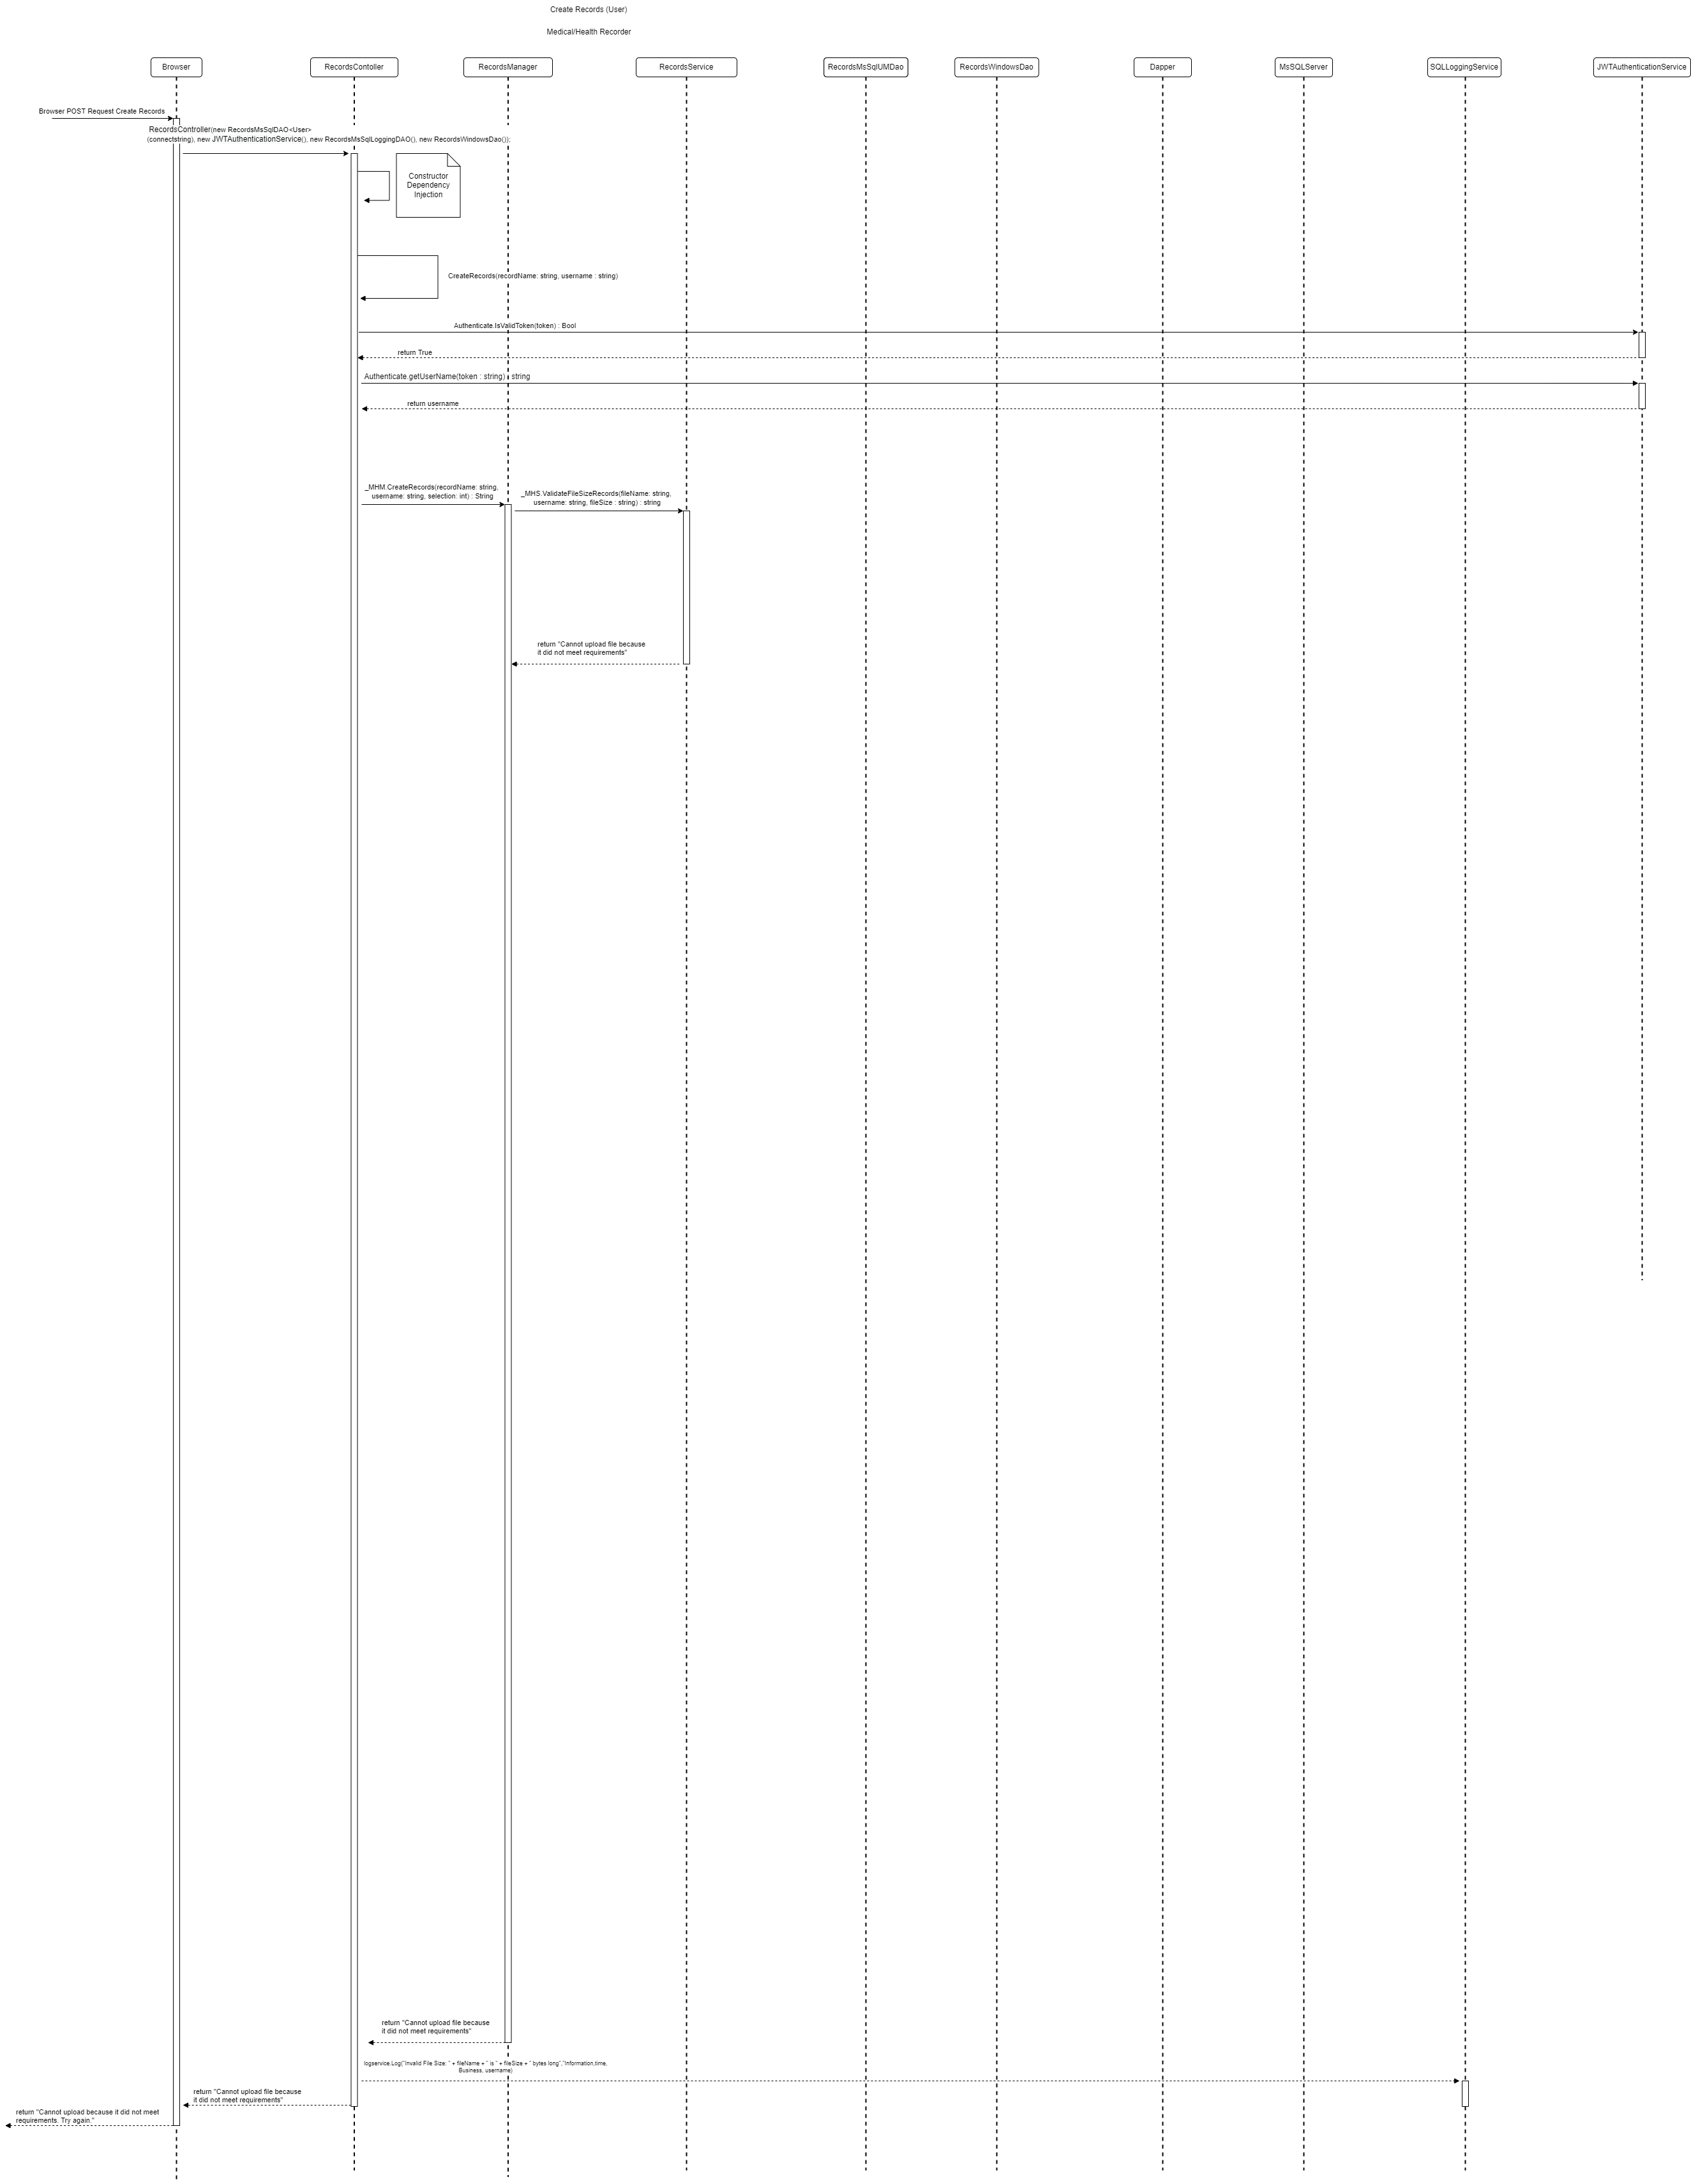 Create Records (User)
Medical/Health Recorder
Browser
RecordsContoller
RecordsManager
RecordsService
RecordsMsSqlUMDao
RecordsWindowsDao
Dapper
MsSQLServer
SQLLoggingService
JWTAuthenticationService
Browser POST Request Create Records
RecordsController(new RecordsMsSqlDAO<User>
(connectstring), new JWTAuthenticationService(), new RecordsMsSqlLoggingDAO(), new RecordsWindowsDao());
Constructor
Dependency
Injection
CreateRecords(recordName: string, username : string)
Authenticate.IsValidToken(token) : Bool
return True
Authenticate.getUserName(token : string) : string
return username
_MHM.CreateRecords(recordName: string,
username: string, selection: int) : String
_MHS.ValidateFileSizeRecords(fileName: string,
username: string, fileSize : string) : string
return "Cannot upload file because
it did not meet requirements"
return "Cannot upload file because
it did not meet requirements"
logservice.Log("Invalid File Size: " + fileName + " is " + fileSize + " bytes long","Information,time,
Business, username)
return "Cannot upload file because
it did not meet requirements"
return "Cannot upload because it did not meet
requirements. Try again."